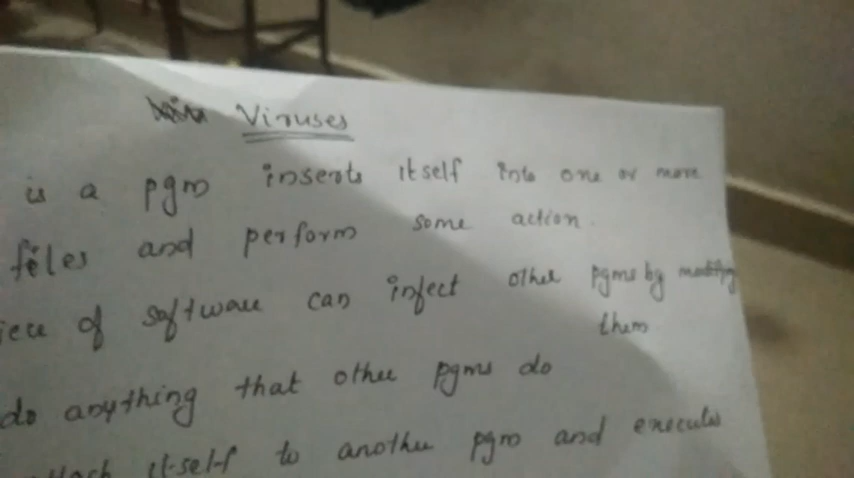 Viruses
is a pgm inserts itself into one or more
files and perform some action.
of software can infect other pgms by modifying
them
do anything that other pgms do
itself to another pgm and executes